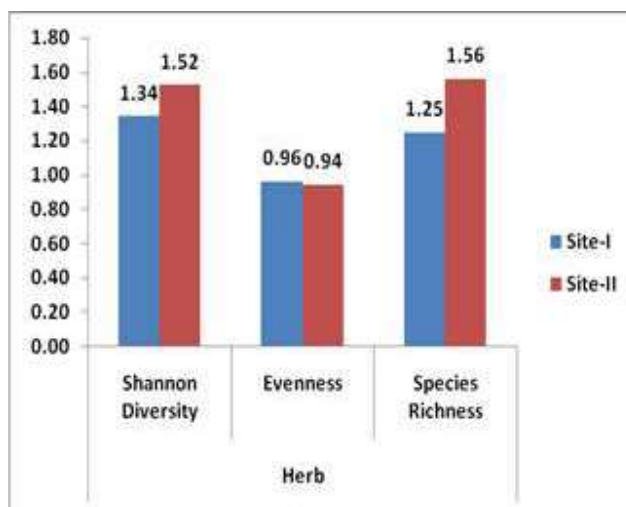 1.80
1.60
1.40
1.20
1.00
0.80
0.60
0.40
0.20
0.00
1.34
1.52
0.96
0.94
1.25
1.56
Shannon
Diversity
Evenness
Species
Richness
Herb
Site-I
Site-II